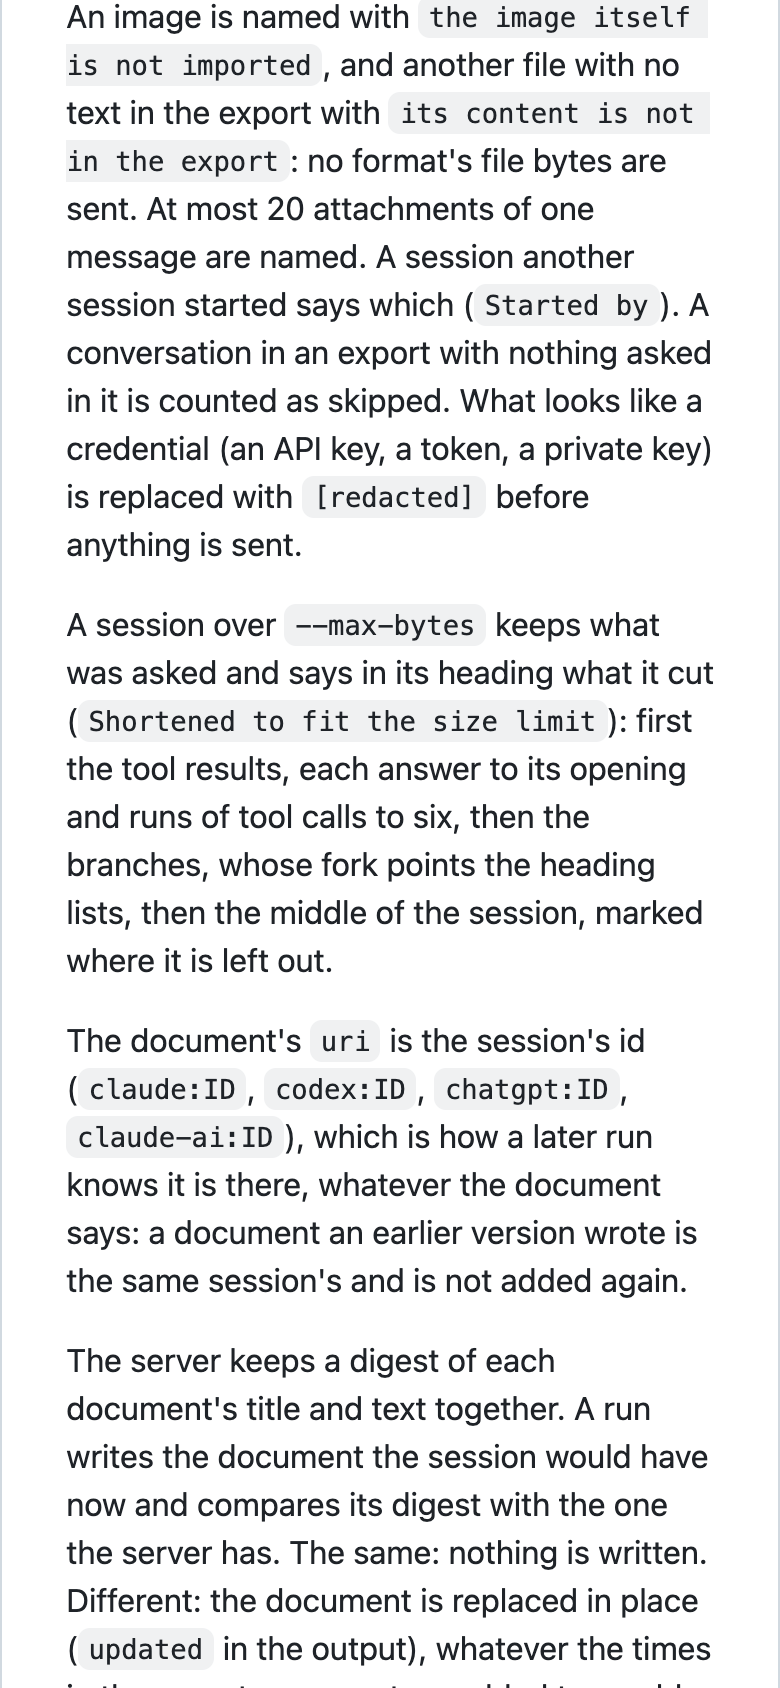 An image is named with the image itself
is not imported, and another file with no
text in the export with its content is not
in the export: no format's file bytes are
sent. At most 20 attachments of one
message are named. A session another
session started says which (Started by). A
conversation in an export with nothing asked
in it is counted as skipped. What looks like a
credential (an API key, a token, a private key)
is replaced with [redacted] before
anything is sent.
A session over --max-bytes keeps what
was asked and says in its heading what it cut
(Shortened to fit the size limit): first
the tool results, each answer to its opening
and runs of tool calls to six, then the
branches, whose fork points the heading
lists, then the middle of the session, marked
where it is left out.
The document's uri is the session's id
(claude:ID, codex:ID, chatgpt:ID,
claude-ai:ID), which is how a later run
knows it is there, whatever the document
says: a document an earlier version wrote is
the same session's and is not added again.
The server keeps a digest of each
document's title and text together. A run
writes the document the session would have
now and compares its digest with the one
the server has. The same: nothing is written.
Different: the document is replaced in place
(updated in the output), whatever the times